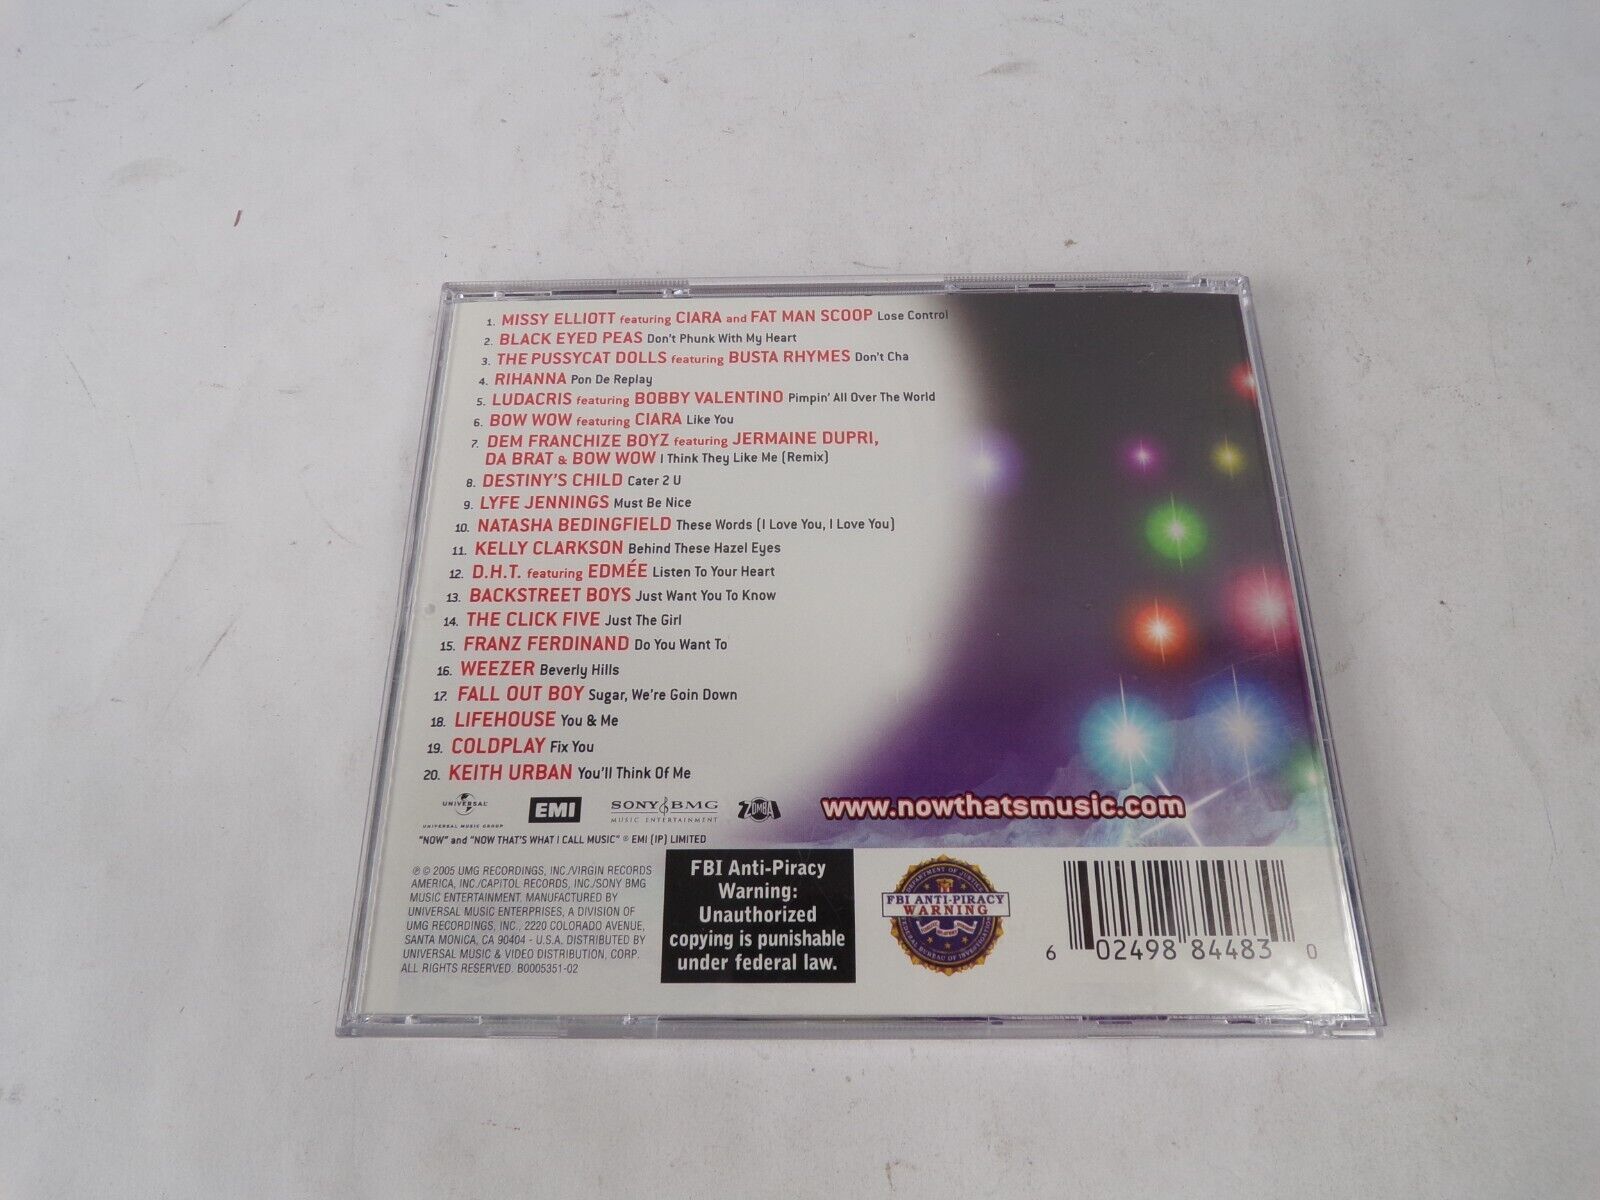 1. MISSY ELLIOTT featuring CIARA and FAT MAN SCOOP Lose Control
2. BLACK EYED PEAS Don't Phunk With My Heart
3. THE PUSSYCAT DOLLS featuring BUSTA RHYMES Don't Cha
4. RIHANNA Pon De Replay
5. LUDACRIS featuring BOBBY VALENTINO Pimpin' All Over The World
6. BOW WOW featuring CIARA Like You
7. DEM FRANCHIZE BOYZ featuring JERMAINE DUPRI,
DA BRAT & BOW WOW I Think They Like Me (Remix)
8. DESTINY'S CHILD Cater 2 U
9. LYFE JENNINGS Must Be Nice
10. NATASHA BEDINGFIELD These Words (I Love You, I Love You)
11. KELLY CLARKSON Behind These Hazel Eyes
12. D.H.T. featuring EDMÉE Listen To Your Heart
13. BACKSTREET BOYS Just Want You To Know
14. THE CLICK FIVE Just The Girl
15. FRANZ FERDINAND Do You Want To
16. WEEZER Beverly Hills
17. FALL OUT BOY Sugar, We're Goin Down
18. LIFEHOUSE You & Me
19. COLDPLAY Fix You
20. KEITH URBAN You'll Think Of Me
UNIVERSAL
UNIVERSAL MUSIC GROUP
EMI
SONY BMG
MUSIC ENTERTAINMENT
ZOMBA
www.nowthatsmusic.com
"NOW" and "NOW THAT'S WHAT I CALL MUSIC" ® EMI (IP) LIMITED
℗ © 2005 UMG RECORDINGS, INC./VIRGIN RECORDS
AMERICA, INC./CAPITOL RECORDS, INC./SONY BMG
MUSIC ENTERTAINMENT. MANUFACTURED BY
UNIVERSAL MUSIC ENTERPRISES, A DIVISION OF
UMG RECORDINGS, INC., 2220 COLORADO AVENUE,
SANTA MONICA, CA 90404 - U.S.A. DISTRIBUTED BY
UNIVERSAL MUSIC & VIDEO DISTRIBUTION, CORP.
ALL RIGHTS RESERVED. B0005351-02
FBI Anti-Piracy
Warning:
Unauthorized
copying is punishable
under federal law.
DEPARTMENT OF JUSTICE
FBI ANTI-PIRACY
WARNING
FEDERAL BUREAU OF INVESTIGATION
6 02498 84483 0